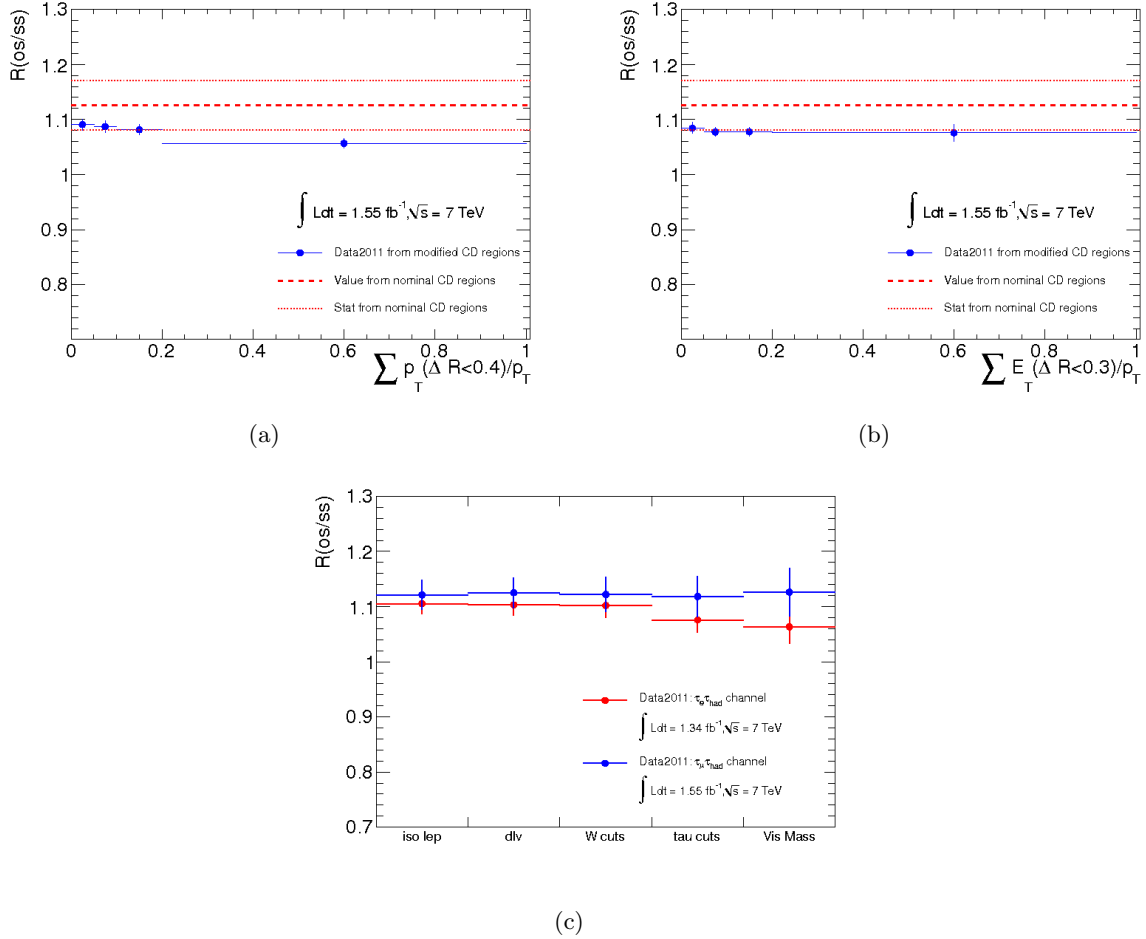 R(os/ss)
1.3
1.2
1.1
1
0.9
0.8
∫ Ldt = 1.55 fb⁻¹,√s = 7 TeV
Data2011 from modified CD regions
Value from nominal CD regions
Stat from nominal CD regions
0 0.2 0.4 0.6 0.8 1
∑ p_T(Δ R<0.4)/p_T
(a)
R(os/ss)
1.3
1.2
1.1
1
0.9
0.8
∫ Ldt = 1.55 fb⁻¹,√s = 7 TeV
Data2011 from modified CD regions
Value from nominal CD regions
Stat from nominal CD regions
0 0.2 0.4 0.6 0.8 1
∑ E_T(Δ R<0.3)/p_T
(b)
R(os/ss)
1.3
1.2
1.1
1
0.9
0.8
0.7
Data2011: τ_eτ_had channel
∫ Ldt = 1.34 fb⁻¹,√s = 7 TeV
Data2011: τ_μτ_had channel
∫ Ldt = 1.55 fb⁻¹,√s = 7 TeV
iso lep dlv W cuts tau cuts Vis Mass
(c)